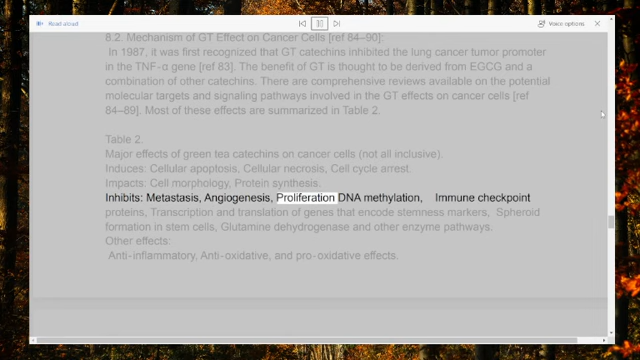 Read aloud
Voice options
8.2. Mechanism of GT Effect on Cancer Cells [ref 84–90]:
In 1987, it was first recognized that GT catechins inhibited the lung cancer tumor promoter
in the TNF-α gene [ref 83]. The benefit of GT is thought to be derived from EGCG and a
combination of other catechins. There are comprehensive reviews available on the potential
molecular targets and signaling pathways involved in the GT effects on cancer cells [ref
84–89]. Most of these effects are summarized in Table 2.
Table 2.
Major effects of green tea catechins on cancer cells (not all inclusive).
Induces: Cellular apoptosis, Cellular necrosis, Cell cycle arrest.
Impacts: Cell morphology, Protein synthesis.
Inhibits: Metastasis, Angiogenesis, Proliferation DNA methylation, Immune checkpoint
proteins, Transcription and translation of genes that encode stemness markers, Spheroid
formation in stem cells, Glutamine dehydrogenase and other enzyme pathways.
Other effects:
Anti-inflammatory, Anti-oxidative, and pro-oxidative effects.